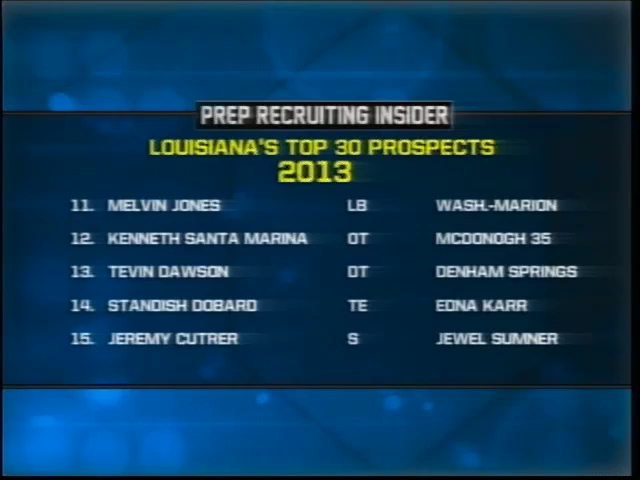 PREP RECRUITING INSIDER
LOUISIANA'S TOP 30 PROSPECTS
2013
11. MELVIN JONES LB WASH.-MARION
12. KENNETH SANTA MARINA OT MCDONOGH 35
13. TEVIN DAWSON DT DENHAM SPRINGS
14. STANDISH DOBARD TE EDNA KARR
15. JEREMY CUTRER S JEWEL SUMNER